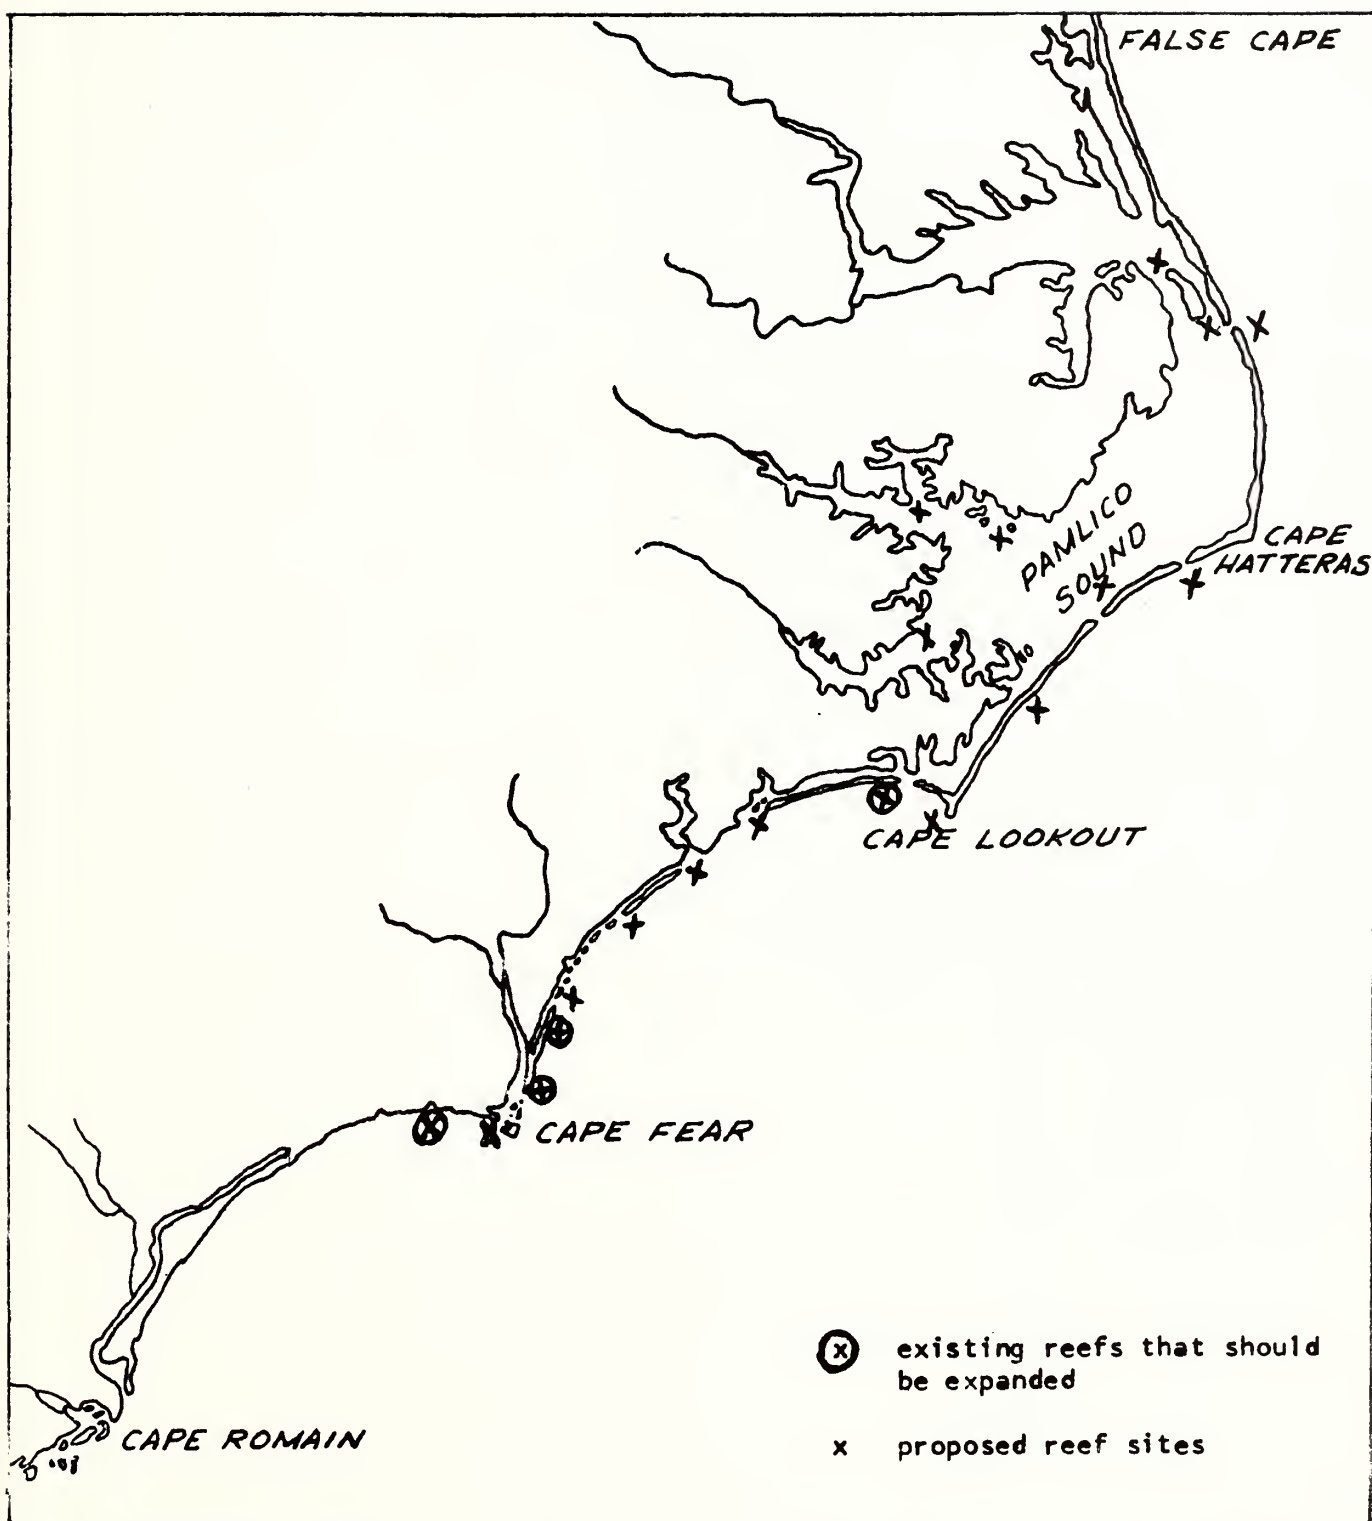 FALSE CAPE
PAMLICO
SOUND
CAPE
HATTERAS
CAPE LOOKOUT
CAPE FEAR
x existing reefs that should
be expanded
CAPE ROMAIN
x proposed reef sites